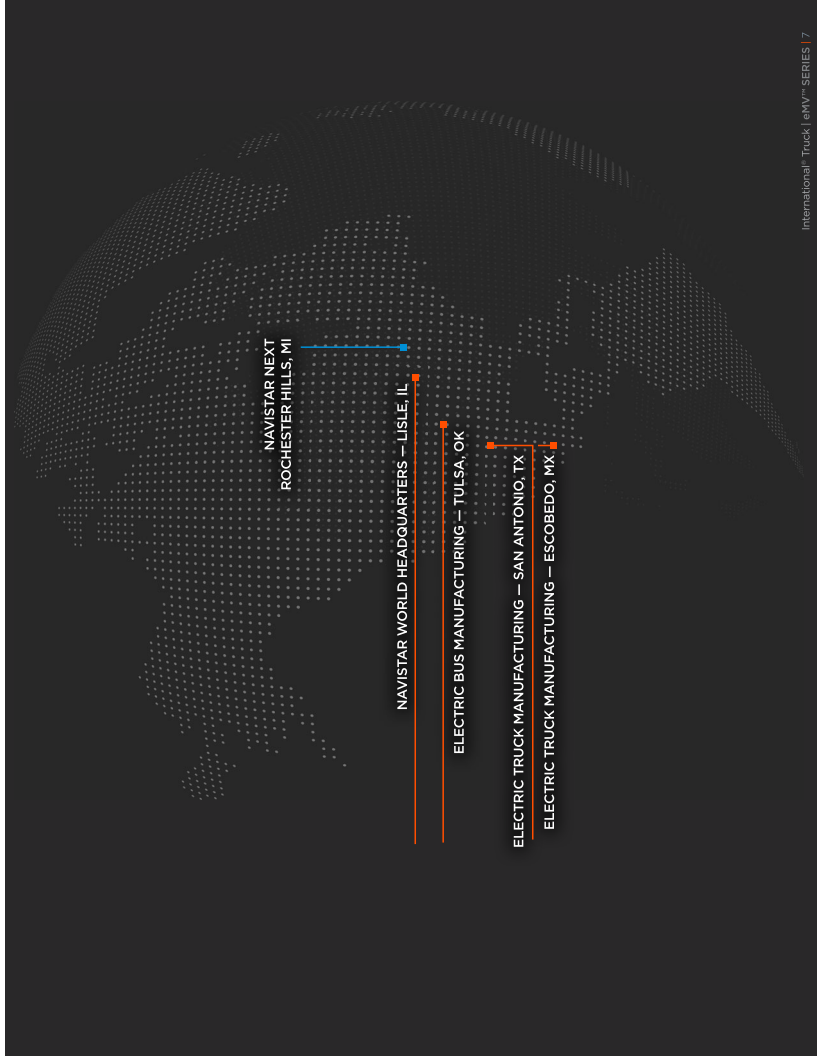 NAVISTAR NEXT
ROCHESTER HILLS, MI
NAVISTAR WORLD HEADQUARTERS — LISLE, IL
ELECTRIC BUS MANUFACTURING — TULSA, OK
ELECTRIC TRUCK MANUFACTURING — SAN ANTONIO, TX
ELECTRIC TRUCK MANUFACTURING — ESCOBEDO, MX
International® Truck | eMV™ SERIES | 7